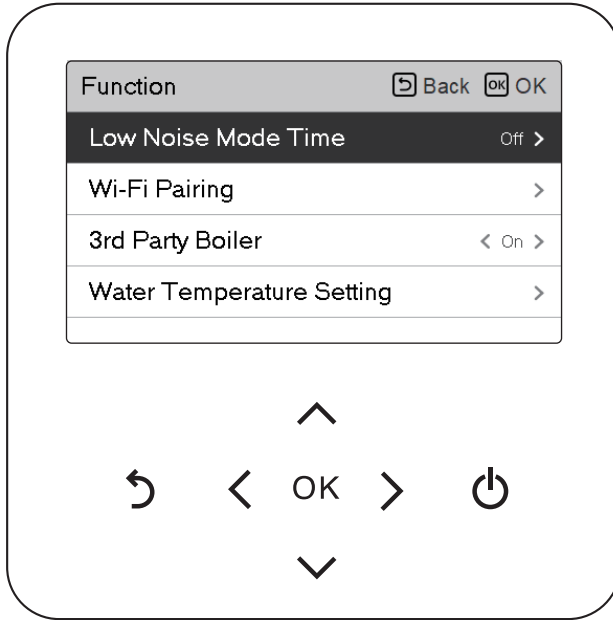 Function Back OK OK
Low Noise Mode Time Off >
Wi-Fi Pairing >
3rd Party Boiler < On >
Water Temperature Setting >
OK